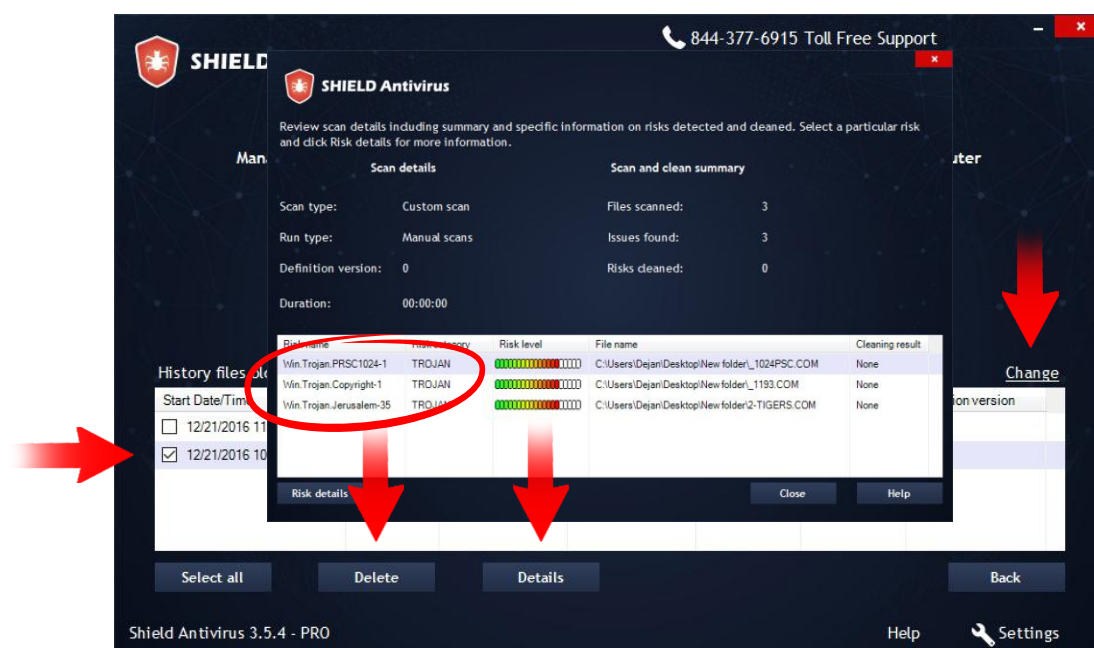 844-377-6915 Toll Free Support
SHIELD
SHIELD Antivirus
Review scan details including summary and specific information on risks detected and cleaned. Select a particular risk
and click Risk details for more information.
Scan details
Scan and clean summary
Scan type: Custom scan Files scanned: 3
Run type: Manual scans Issues found: 3
Definition version: 0 Risks cleaned: 0
Duration: 00:00:00
Risk level File name Cleaning result
Win.Trojan.PRSC1024-1 TROJAN C:\Users\Dejan\Desktop\New folder\_1024PSC.COM None
Win.Trojan.Copyright-1 TROJAN C:\Users\Dejan\Desktop\New folder\_1193.COM None
Win.Trojan.Jerusalem-35 TROJAN C:\Users\Dejan\Desktop\New folder\2-TIGERS.COM None
Risk details Close Help
History files Change
Start Date/Time version
12/21/2016 11
12/21/2016 10
Select all Delete Details Back
Shield Antivirus 3.5.4 - PRO Help Settings